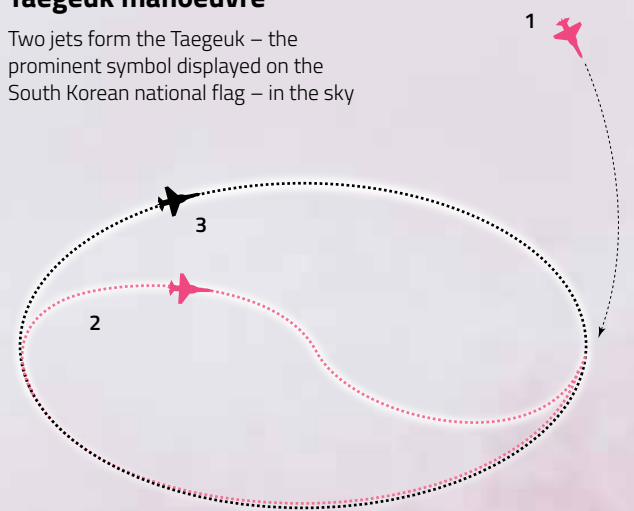 Taegeuk manoeuvre
Two jets form the Taegeuk – the
prominent symbol displayed on the
South Korean national flag – in the sky
1
3
2